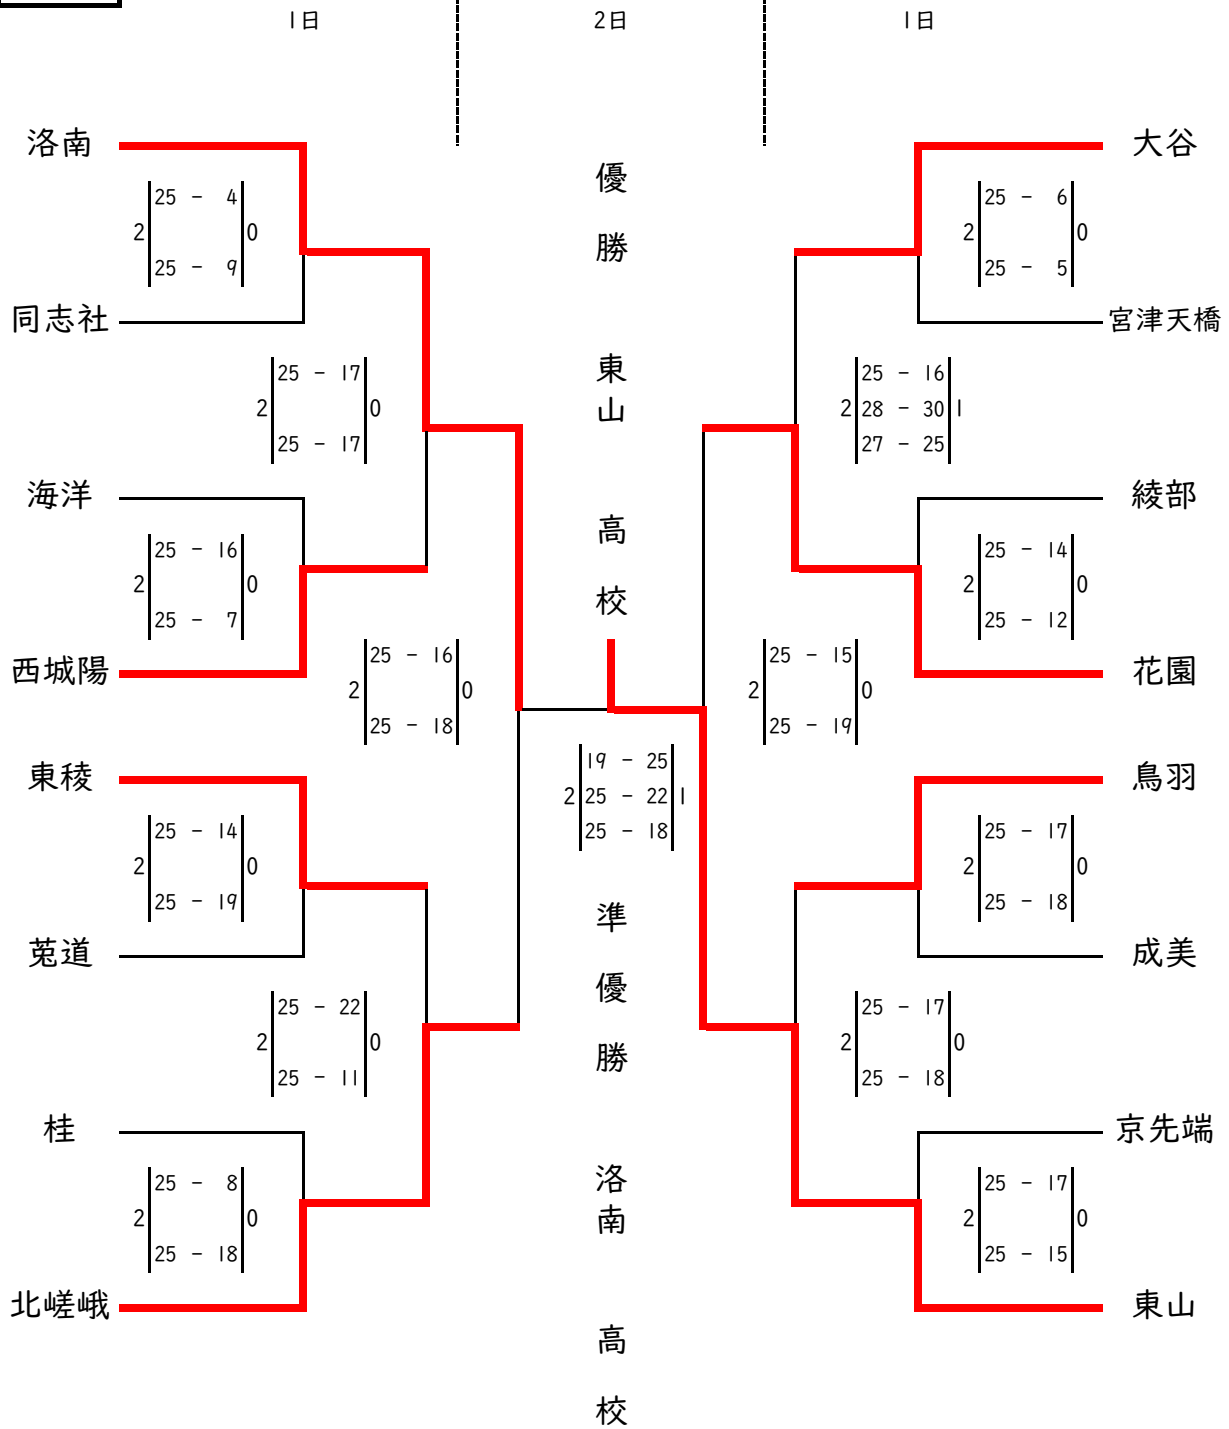 1日
2日
1日
洛南
25 - 4
2 0
25 - 9
同志社
25 - 17
2 0
25 - 17
海洋
25 - 16
2 0
25 - 7
西城陽
25 - 16
2 0
25 - 18
東稜
25 - 14
2 0
25 - 19
莵道
25 - 22
2 0
25 - 11
桂
25 - 8
2 0
25 - 18
北嵯峨
優勝
東山
高校
19 - 25
2 25 - 22 1
25 - 18
準優勝
洛南
高校
大谷
25 - 6
2 0
25 - 5
宮津天橋
25 - 16
2 28 - 30 1
27 - 25
綾部
25 - 14
2 0
25 - 12
花園
25 - 15
2 0
25 - 19
鳥羽
25 - 17
2 0
25 - 18
成美
25 - 17
2 0
25 - 18
京先端
25 - 17
2 0
25 - 15
東山